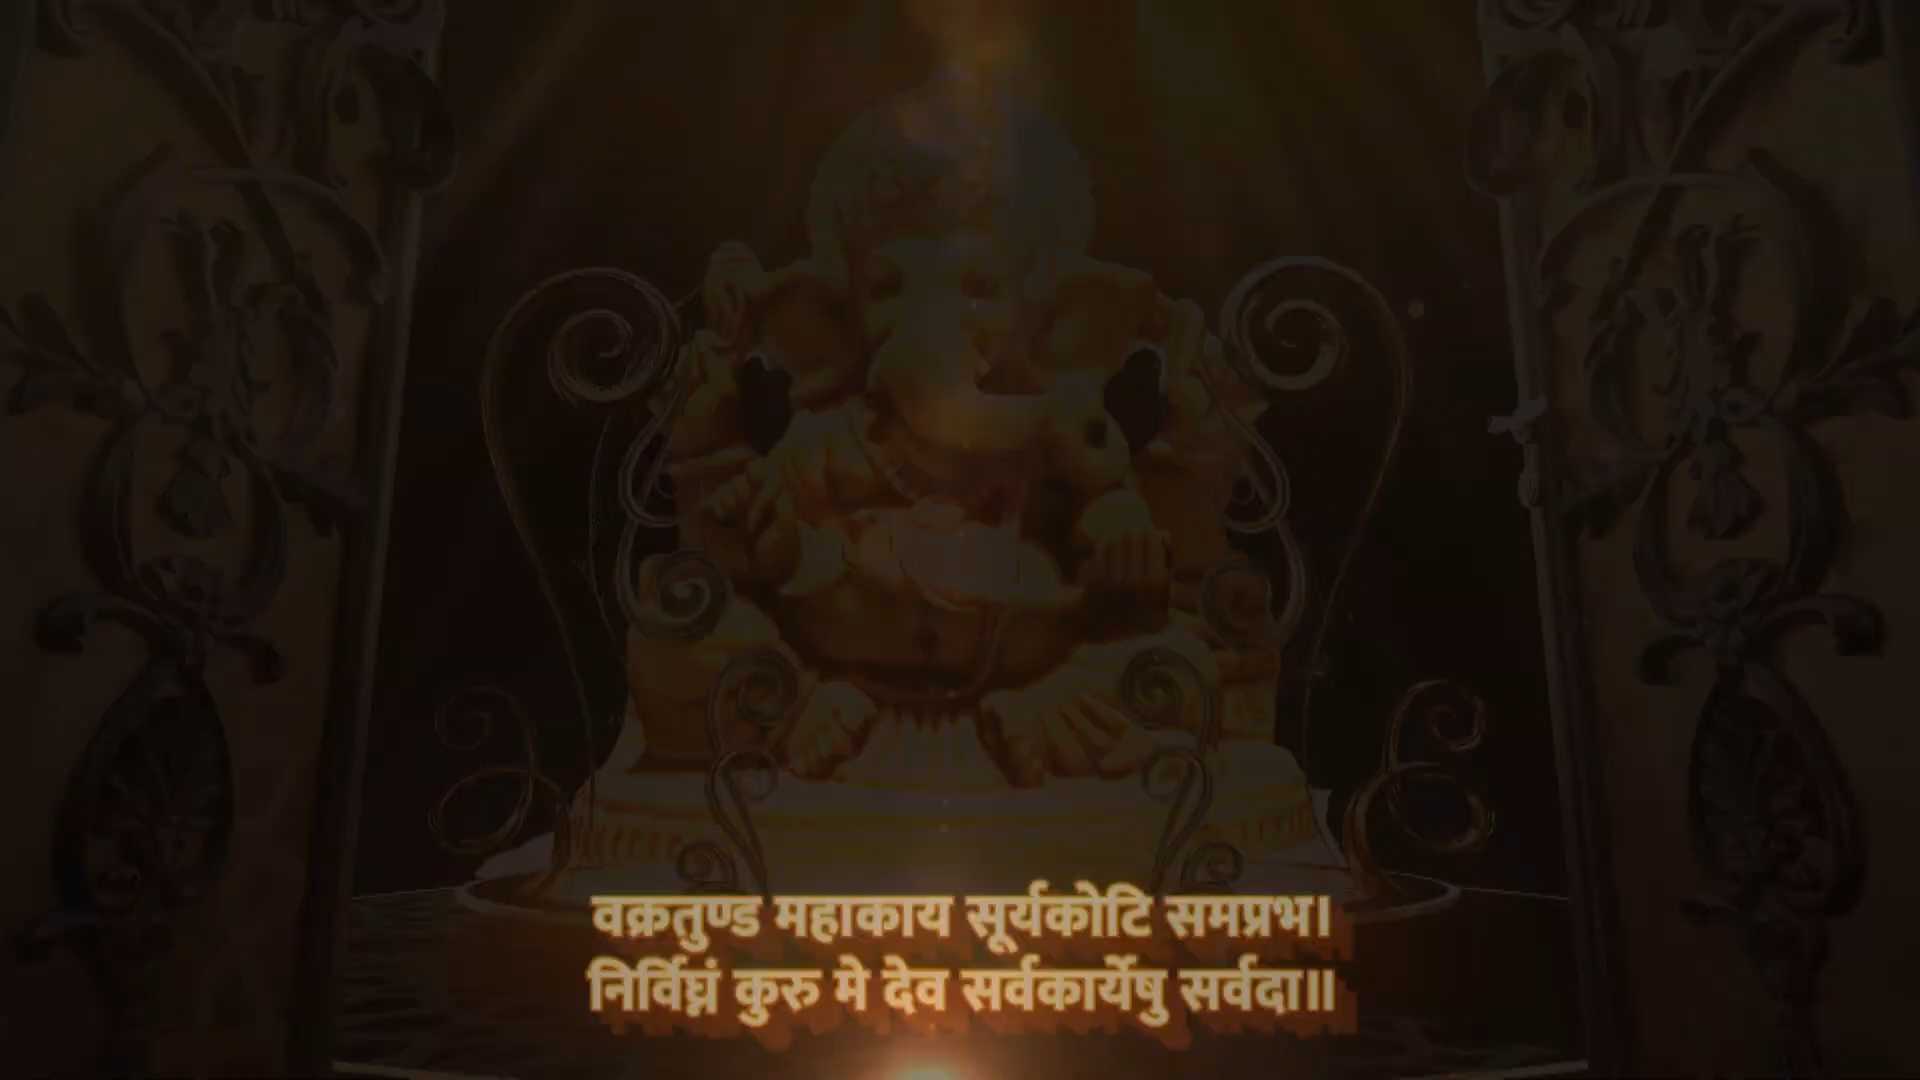 वक्रतुण्ड महाकाय सूर्यकोटि समप्रभ।
निर्विघ्नं कुरु मे देव सर्वकार्येषु सर्वदा॥